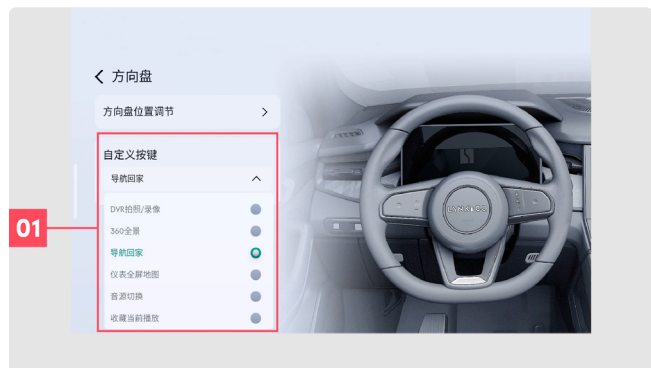 方向盘
方向盘位置调节
自定义按键
导航回家
DVR拍照/录像
360全景
01
导航回家
仪表全屏地图
音源切换
收藏当前播放
LYNK&CO